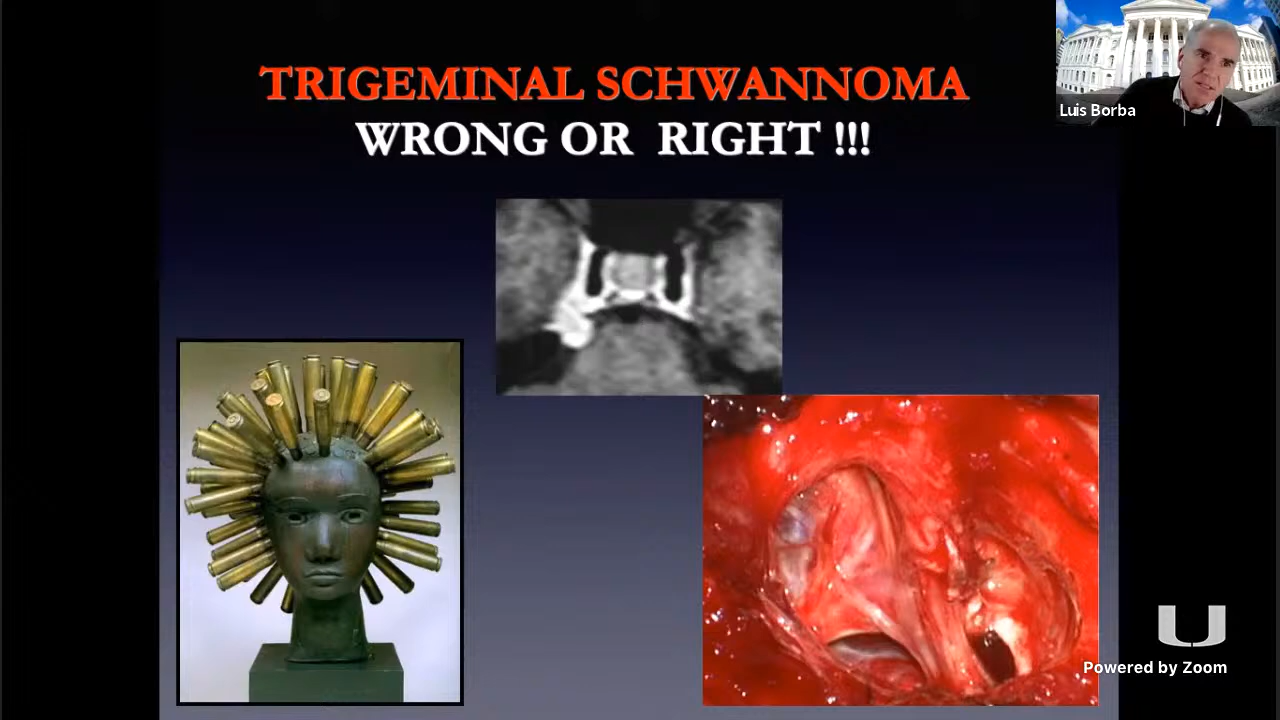 TRIGEMINAL SCHWANNOMA
WRONG OR RIGHT !!!
Luis Borba
U
Powered by Zoom